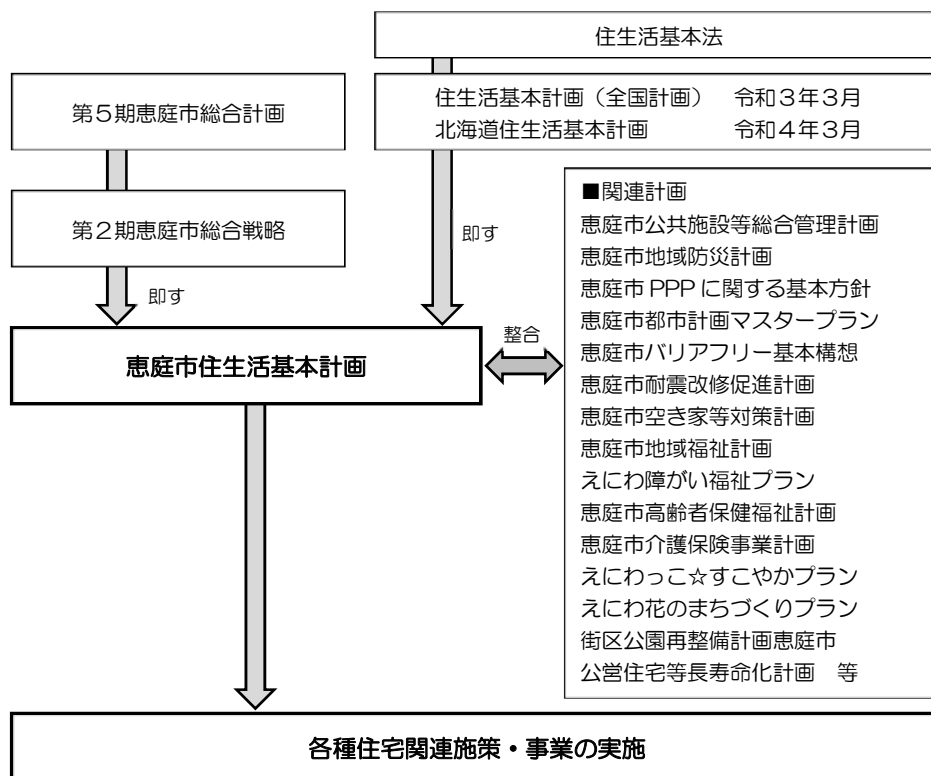 住生活基本法
第5期恵庭市総合計画
住生活基本計画（全国計画）　令和3年3月
北海道住生活基本計画　令和4年3月
第2期恵庭市総合戦略
即す
即す
■関連計画
恵庭市公共施設等総合管理計画
恵庭市地域防災計画
恵庭市 PPP に関する基本方針
恵庭市都市計画マスタープラン
恵庭市バリアフリー基本構想
恵庭市耐震改修促進計画
恵庭市空き家等対策計画
恵庭市地域福祉計画
えにわ障がい福祉プラン
恵庭市高齢者保健福祉計画
恵庭市介護保険事業計画
えにわっこ☆すこやかプラン
えにわ花のまちづくりプラン
街区公園再整備計画恵庭市
公営住宅等長寿命化計画　等
整合
恵庭市住生活基本計画
各種住宅関連施策・事業の実施